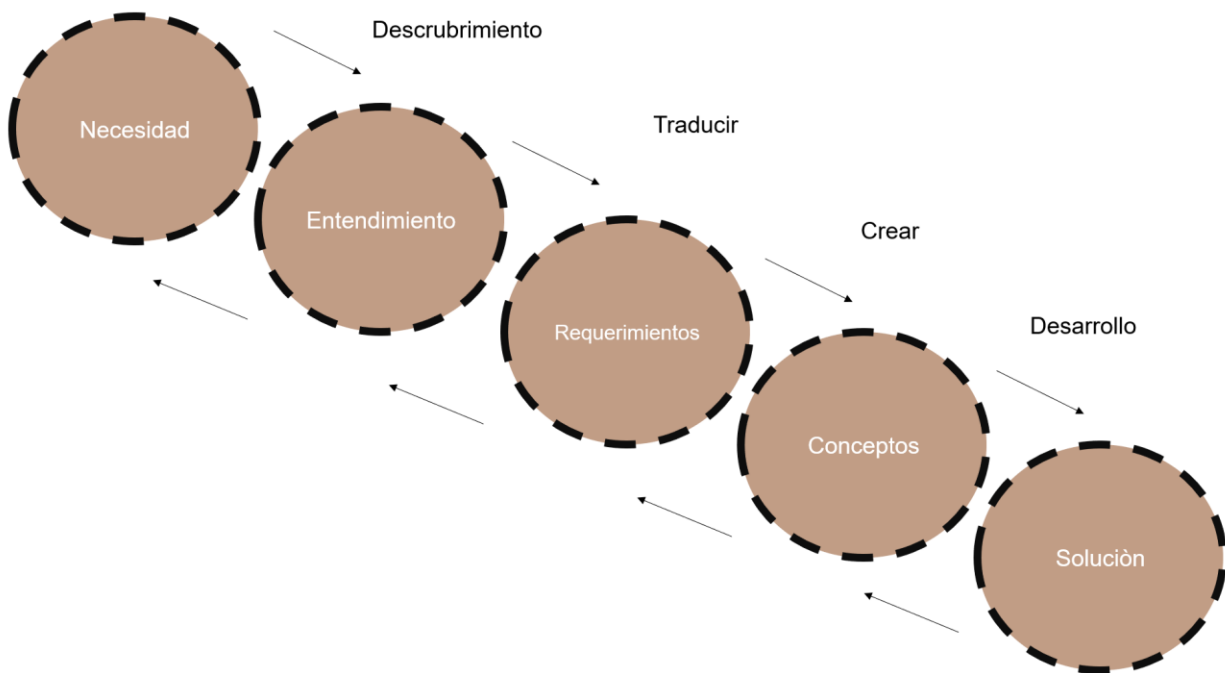 Descrubrimiento
Necesidad
Traducir
Entendimiento
Crear
Requerimientos
Desarrollo
Conceptos
Soluciòn